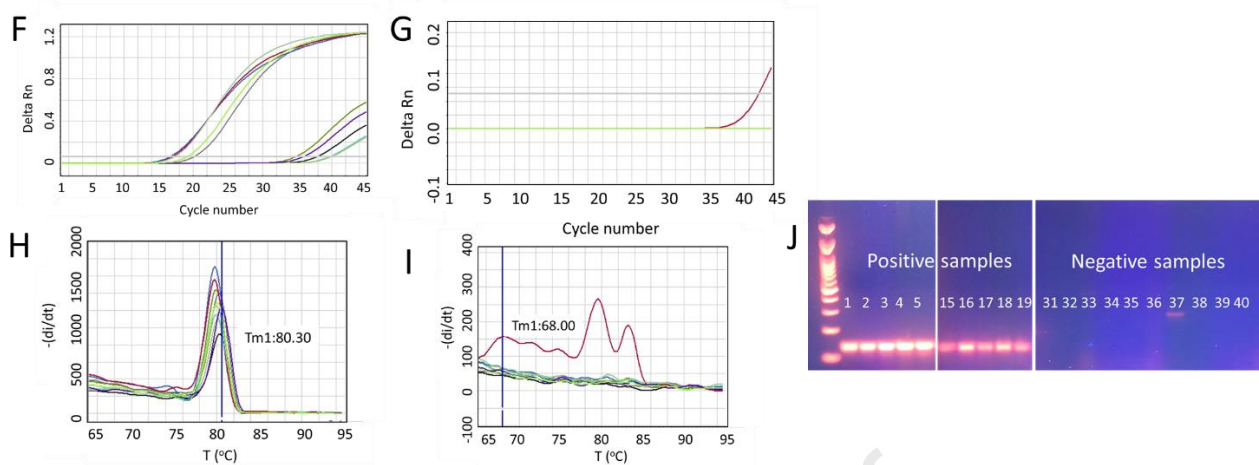 F
1.2
0.8
0.4
0
Delta Rn
1 5 10 15 20 25 30 35 40 45
Cycle number
G
0.2
0.1
0.0
-0.1
Delta Rn
1 5 10 15 20 25 30 35 40 45
Cycle number
H
2000
1500
1000
500
0
-(di/dt)
Tm1:80.30
65 70 75 80 85 90 95
T (°C)
I
400
300
200
100
0
-100
-(di/dt)
Tm1:68.00
65 70 75 80 85 90 95
T (°C)
J
Positive samples Negative samples
1 2 3 4 5 15 16 17 18 19 31 32 33 34 35 36 37 38 39 40